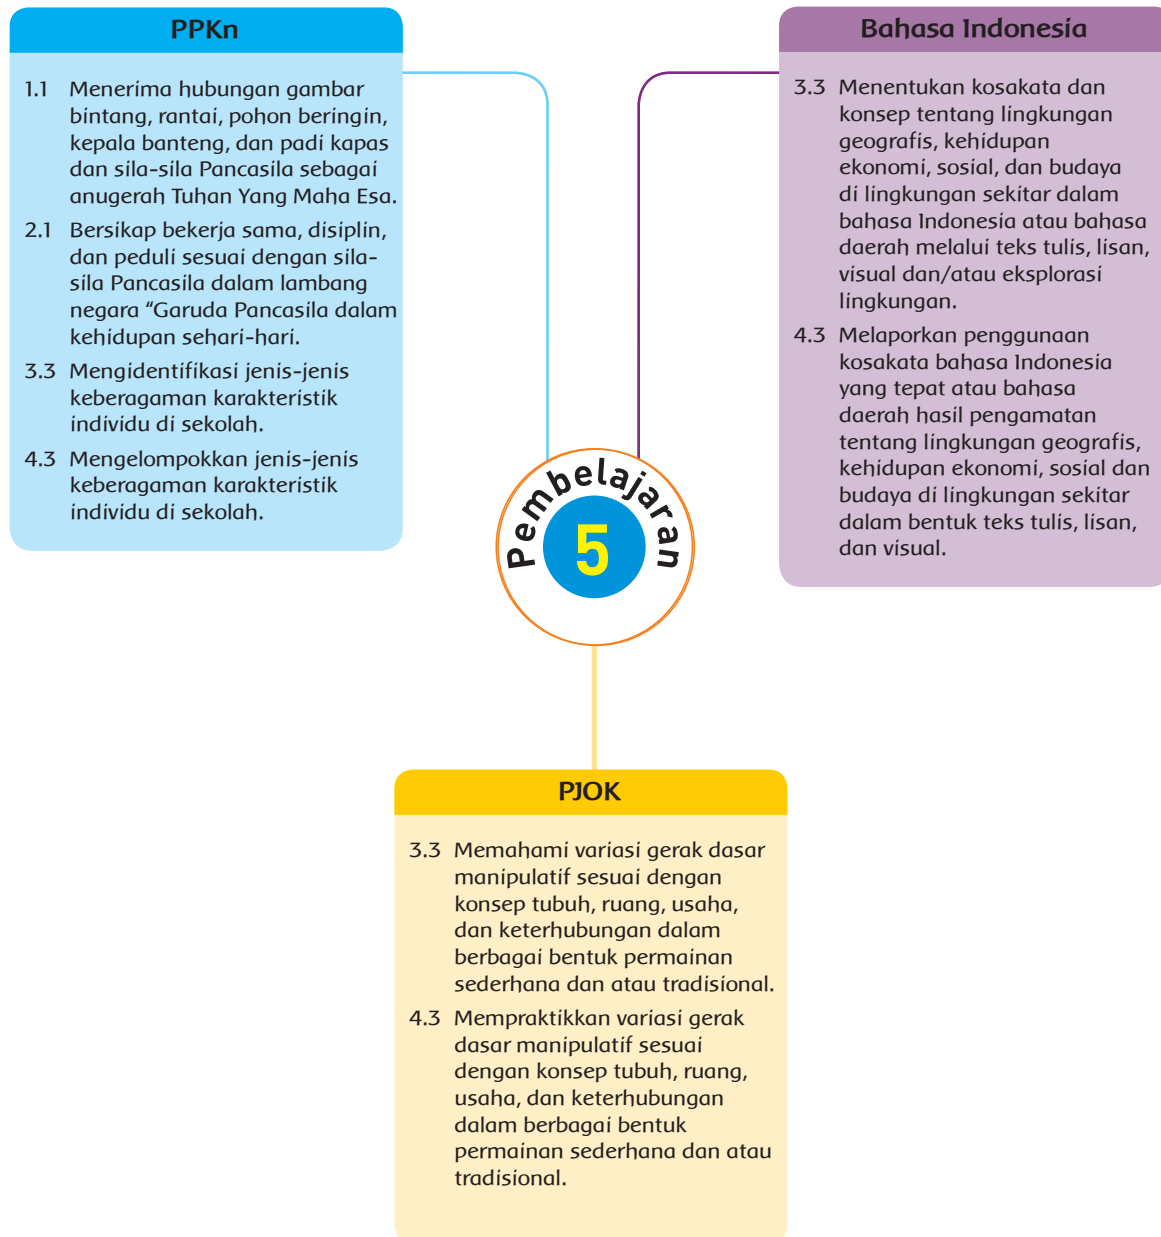 PPKn
1.1 Menerima hubungan gambar
bintang, rantai, pohon beringin,
kepala banteng, dan padi kapas
dan sila-sila Pancasila sebagai
anugerah Tuhan Yang Maha Esa.
2.1 Bersikap bekerja sama, disiplin,
dan peduli sesuai dengan sila-
sila Pancasila dalam lambang
negara “Garuda Pancasila dalam
kehidupan sehari-hari.
3.3 Mengidentifikasi jenis-jenis
keberagaman karakteristik
individu di sekolah.
4.3 Mengelompokkan jenis-jenis
keberagaman karakteristik
individu di sekolah.
Bahasa Indonesia
3.3 Menentukan kosakata dan
konsep tentang lingkungan
geografis, kehidupan
ekonomi, sosial, dan budaya
di lingkungan sekitar dalam
bahasa Indonesia atau bahasa
daerah melalui teks tulis, lisan,
visual dan/atau eksplorasi
lingkungan.
4.3 Melaporkan penggunaan
kosakata bahasa Indonesia
yang tepat atau bahasa
daerah hasil pengamatan
tentang lingkungan geografis,
kehidupan ekonomi, sosial dan
budaya di lingkungan sekitar
dalam bentuk teks tulis, lisan,
dan visual.
Pembelajaran
5
PJOK
3.3 Memahami variasi gerak dasar
manipulatif sesuai dengan
konsep tubuh, ruang, usaha,
dan keterhubungan dalam
berbagai bentuk permainan
sederhana dan atau tradisional.
4.3 Mempraktikkan variasi gerak
dasar manipulatif sesuai
dengan konsep tubuh, ruang,
usaha, dan keterhubungan
dalam berbagai bentuk
permainan sederhana dan atau
tradisional.